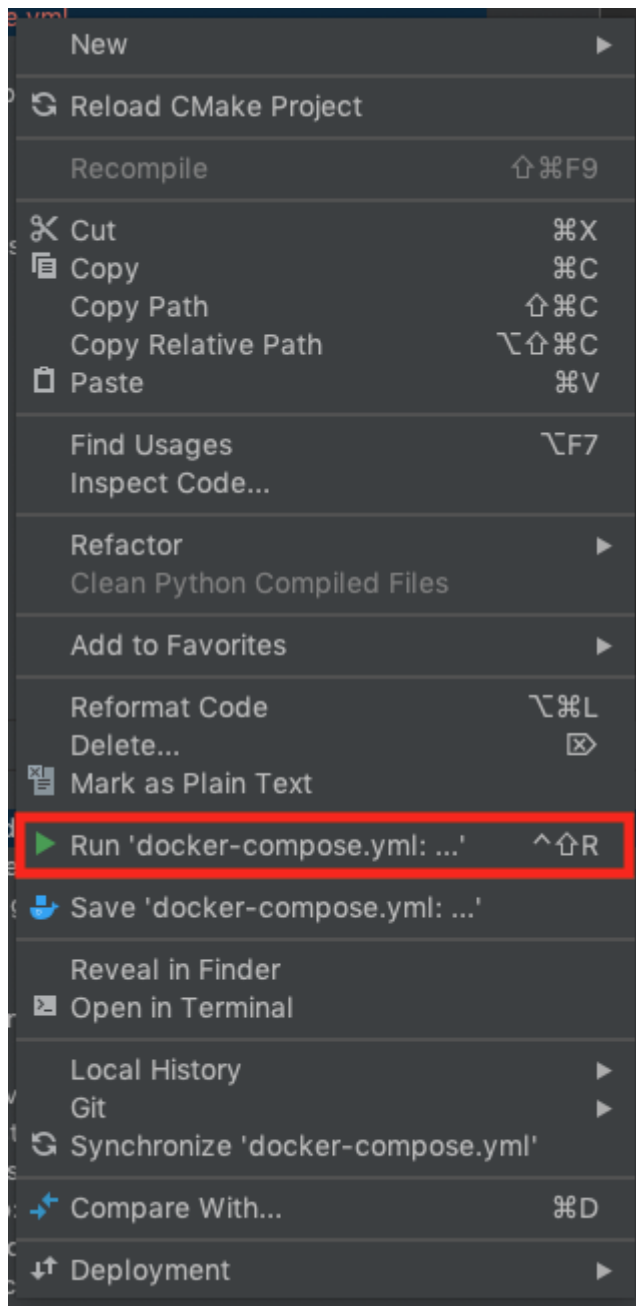 e.yml
New
Reload CMake Project
Recompile ⇧⌘F9
Cut ⌘X
Copy ⌘C
Copy Path ⇧⌘C
Copy Relative Path ⌥⇧⌘C
Paste ⌘V
Find Usages ⌥F7
Inspect Code...
Refactor
Clean Python Compiled Files
Add to Favorites
Reformat Code ⌥⌘L
Delete... ⌦
Mark as Plain Text
Run 'docker-compose.yml: ...' ^⇧R
Save 'docker-compose.yml: ...'
Reveal in Finder
Open in Terminal
Local History
Git
Synchronize 'docker-compose.yml'
Compare With... ⌘D
Deployment